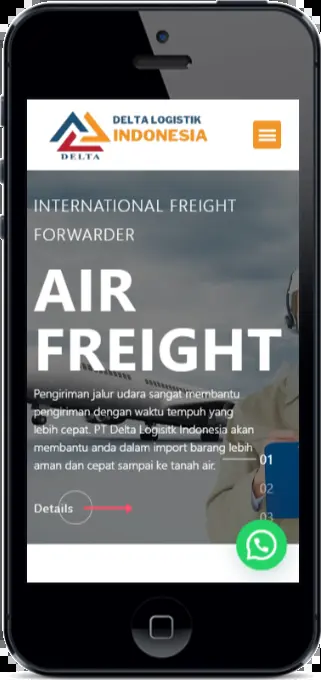 DELTA LOGISTIK
INDONESIA
DELTA
INTERNATIONAL FREIGHT
FORWARDER
AIR
FREIGHT
Pengiriman jalur udara sangat membantu
pengiriman dengan waktu tempuh yang
lebih cepat. PT Delta Logisitk Indonesia akan
membantu anda dalam import barang lebih
aman dan cepat sampai ke tanah air.
01
02
03
Details